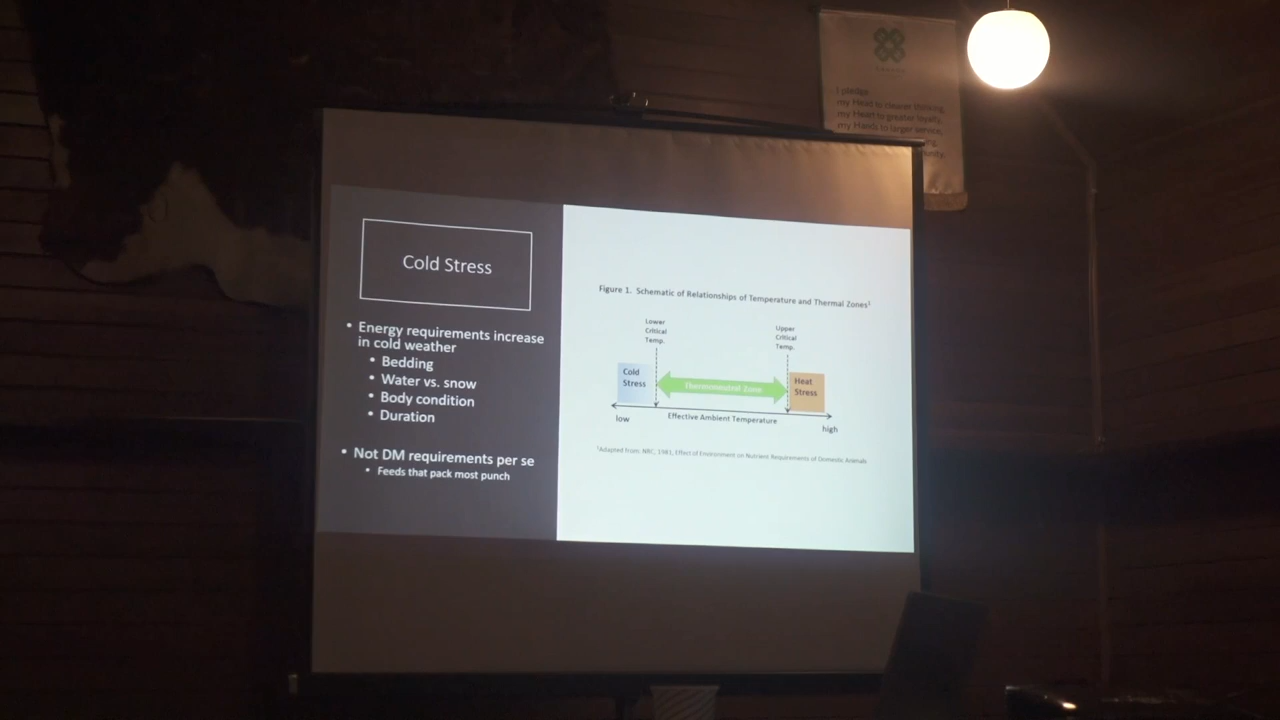 I pledge
my Head to clearer thinking,
my Heart to greater loyalty,
my Hands to larger service,
Cold Stress
• Energy requirements increase
in cold weather
• Bedding
• Water vs. snow
• Body condition
• Duration
• Not DM requirements per se
• Feeds that pack most punch
Figure 1. Schematic of Relationships of Temperature and Thermal Zones¹
Lower
Critical
Temp.
Upper
Critical
Temp.
Cold
Stress
Thermoneutral Zone
Heat
Stress
low
Effective Ambient Temperature
high
¹Adapted from: NRC, 1981, Effect of Environment on Nutrient Requirements of Domestic Animals